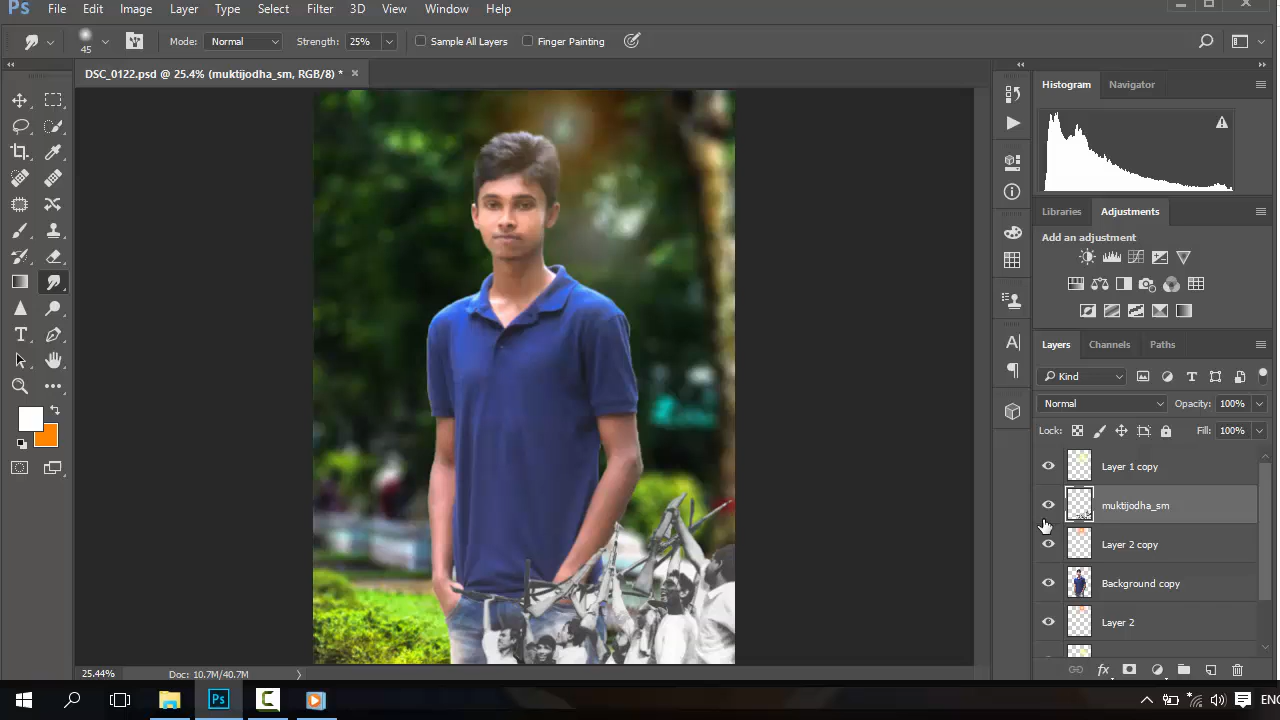 Ps File Edit Image Layer Type Select Filter 3D View Window Help
45 Mode: Normal Strength: 25% Sample All Layers Finger Painting
DSC_0122.psd @ 25.4% (muktijodha_sm, RGB/8) * ×
Histogram Navigator
Libraries Adjustments
Add an adjustment
Layers Channels Paths
Kind
Normal Opacity: 100%
Lock: Fill: 100%
Layer 1 copy
muktijodha_sm
Layer 2 copy
Background copy
Layer 2
25.44% Doc: 10.7M/40.7M
Ps C ENG